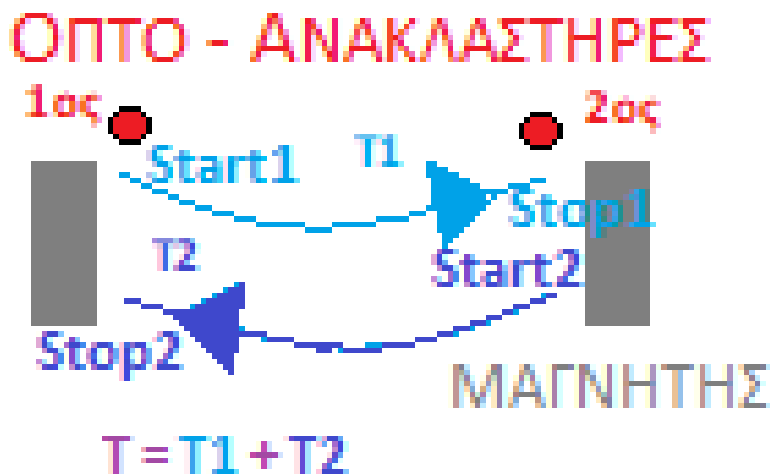 ΟΠΤΟ - ΑΝΑΚΛΑΣΤΗΡΕΣ
1ος 2ος
Start1 T1 Stop1
T2 Start2
Stop2
ΜΑΓΝΗΤΗΣ
T = T1 + T2